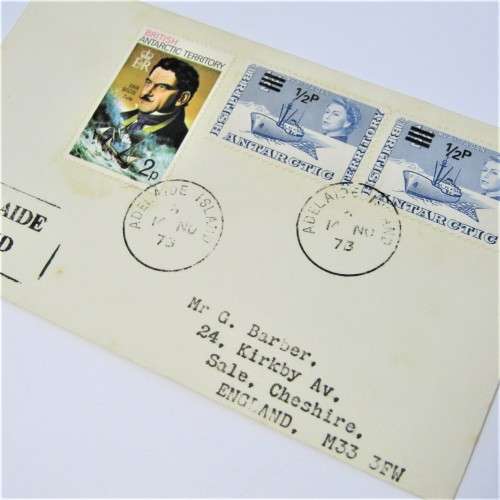 BRITISH
ANTARCTIC TERRITORY
E R
2p
½P
BRITISH
ANTARCTIC
TERRITORY
½P
BRITISH
ANTARCTIC
ADELAIDE ISLAND
A
14 NO
73
ADELAIDE ISLAND
A
14 NO
73
AIDE
D
Mr G. Barber,
24, Kirkby Av,
Sale, Cheshire,
ENGLAND, M33 3FW